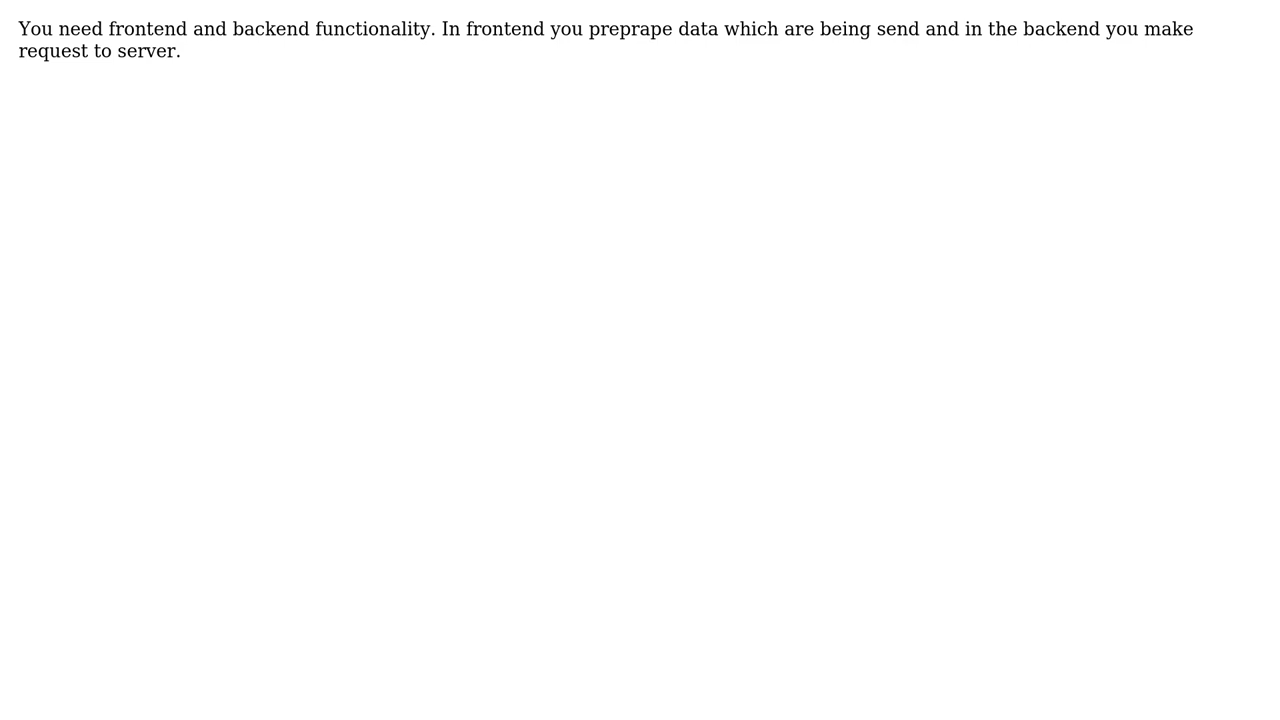 You need frontend and backend functionality. In frontend you preprape data which are being send and in the backend you make
request to server.